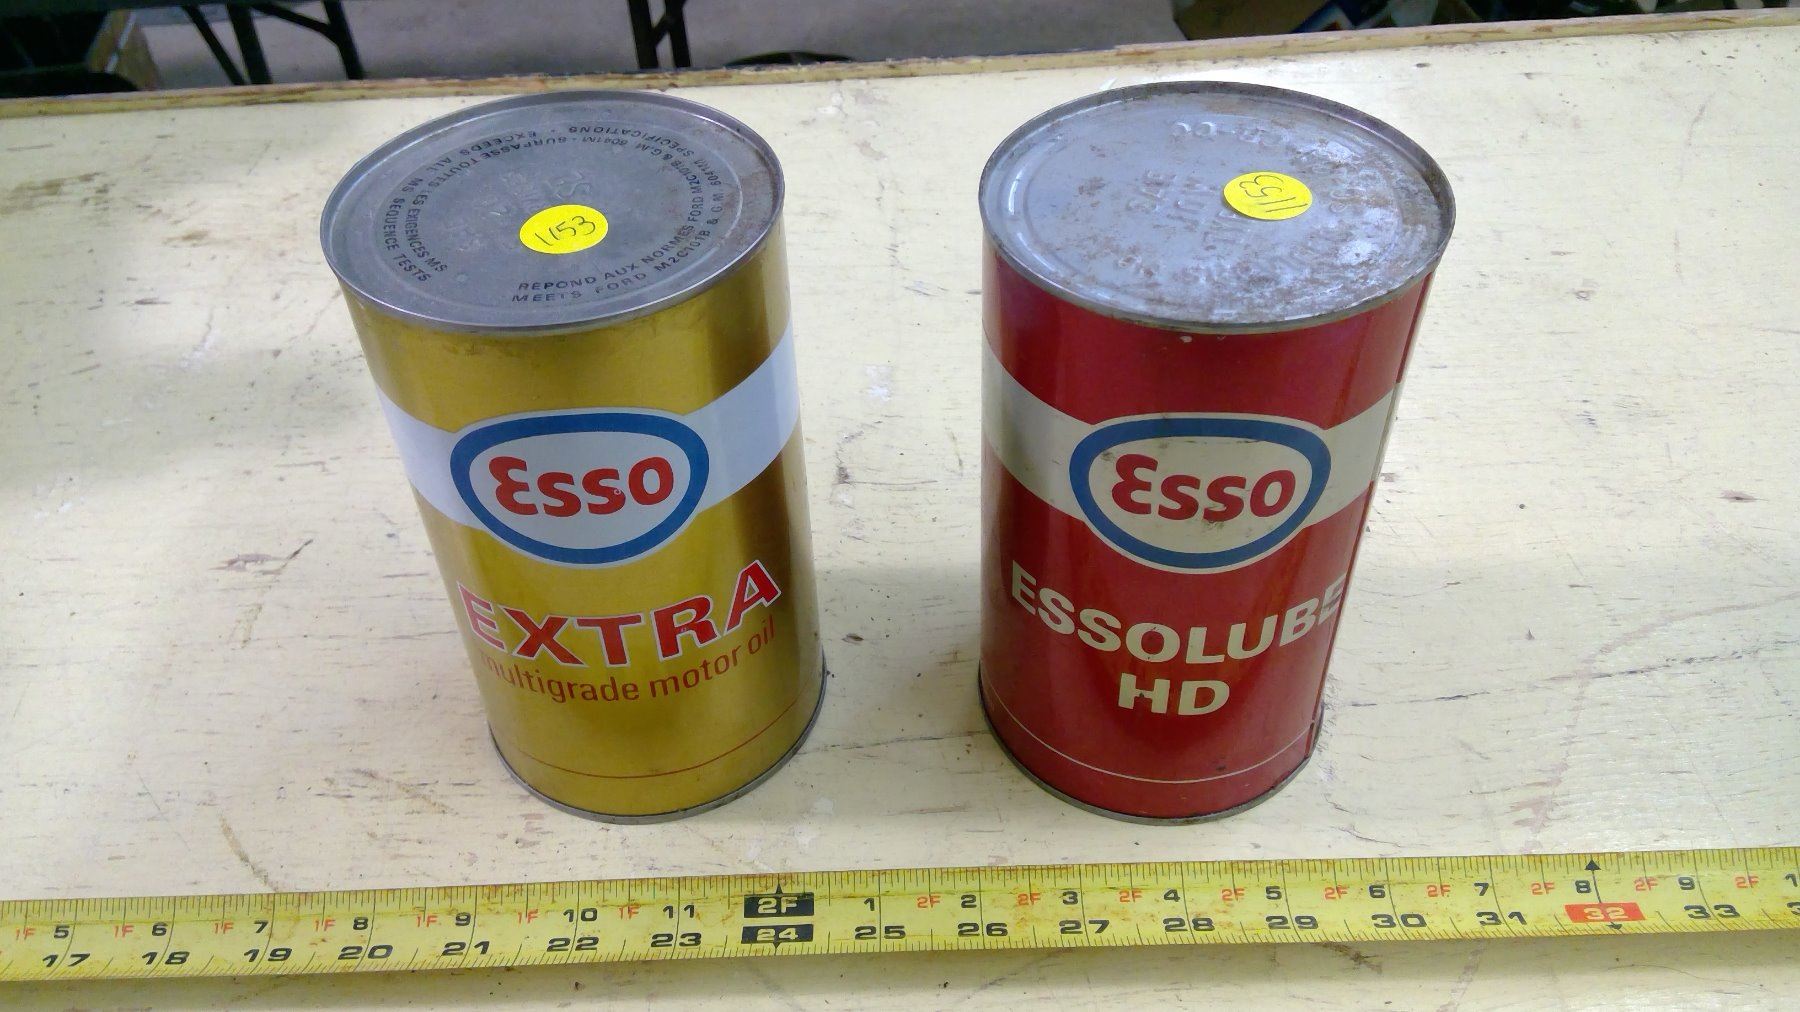 SURPASSE TOUTES LES EXIGENCES MS
EXCEEDS ALL MS SEQUENCE TESTS
RÉPOND AUX NORMES FORD M2C101B & G.M 6041M
MEETS FORD M2C101B & G.M 6041M SPECIFICATIONS
1153
Esso
EXTRA
multigrade motor oil
1153
Esso
ESSOLUBE
HD
1F 5 1F 6 1F 7 1F 8 1F 9 1F 10 1F 11 2F 1 2F 2 2F 3 2F 4 2F 5 2F 6 2F 7 2F 8 2F 9 2F 1
17 18 19 20 21 22 23 24 25 26 27 28 29 30 31 32 33 3